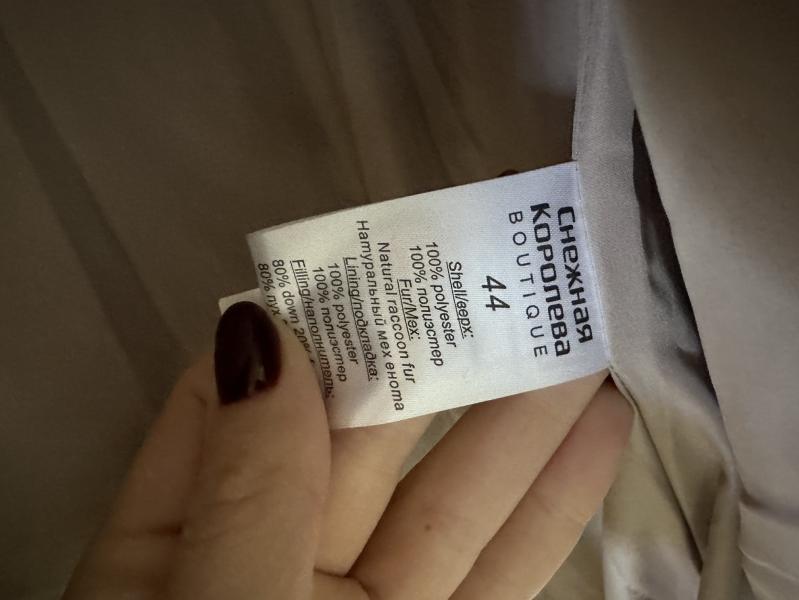 Снежная
Королева
BOUTIQUE
44
Shell/верх:
100% polyester
100% полиэстер
Fur/Мех:
Natural raccoon fur
Натуральный мех енота
Lining/подкладка:
100% polyester
100% полиэстер
Filling/наполнитель:
80% down 20%
80% пух